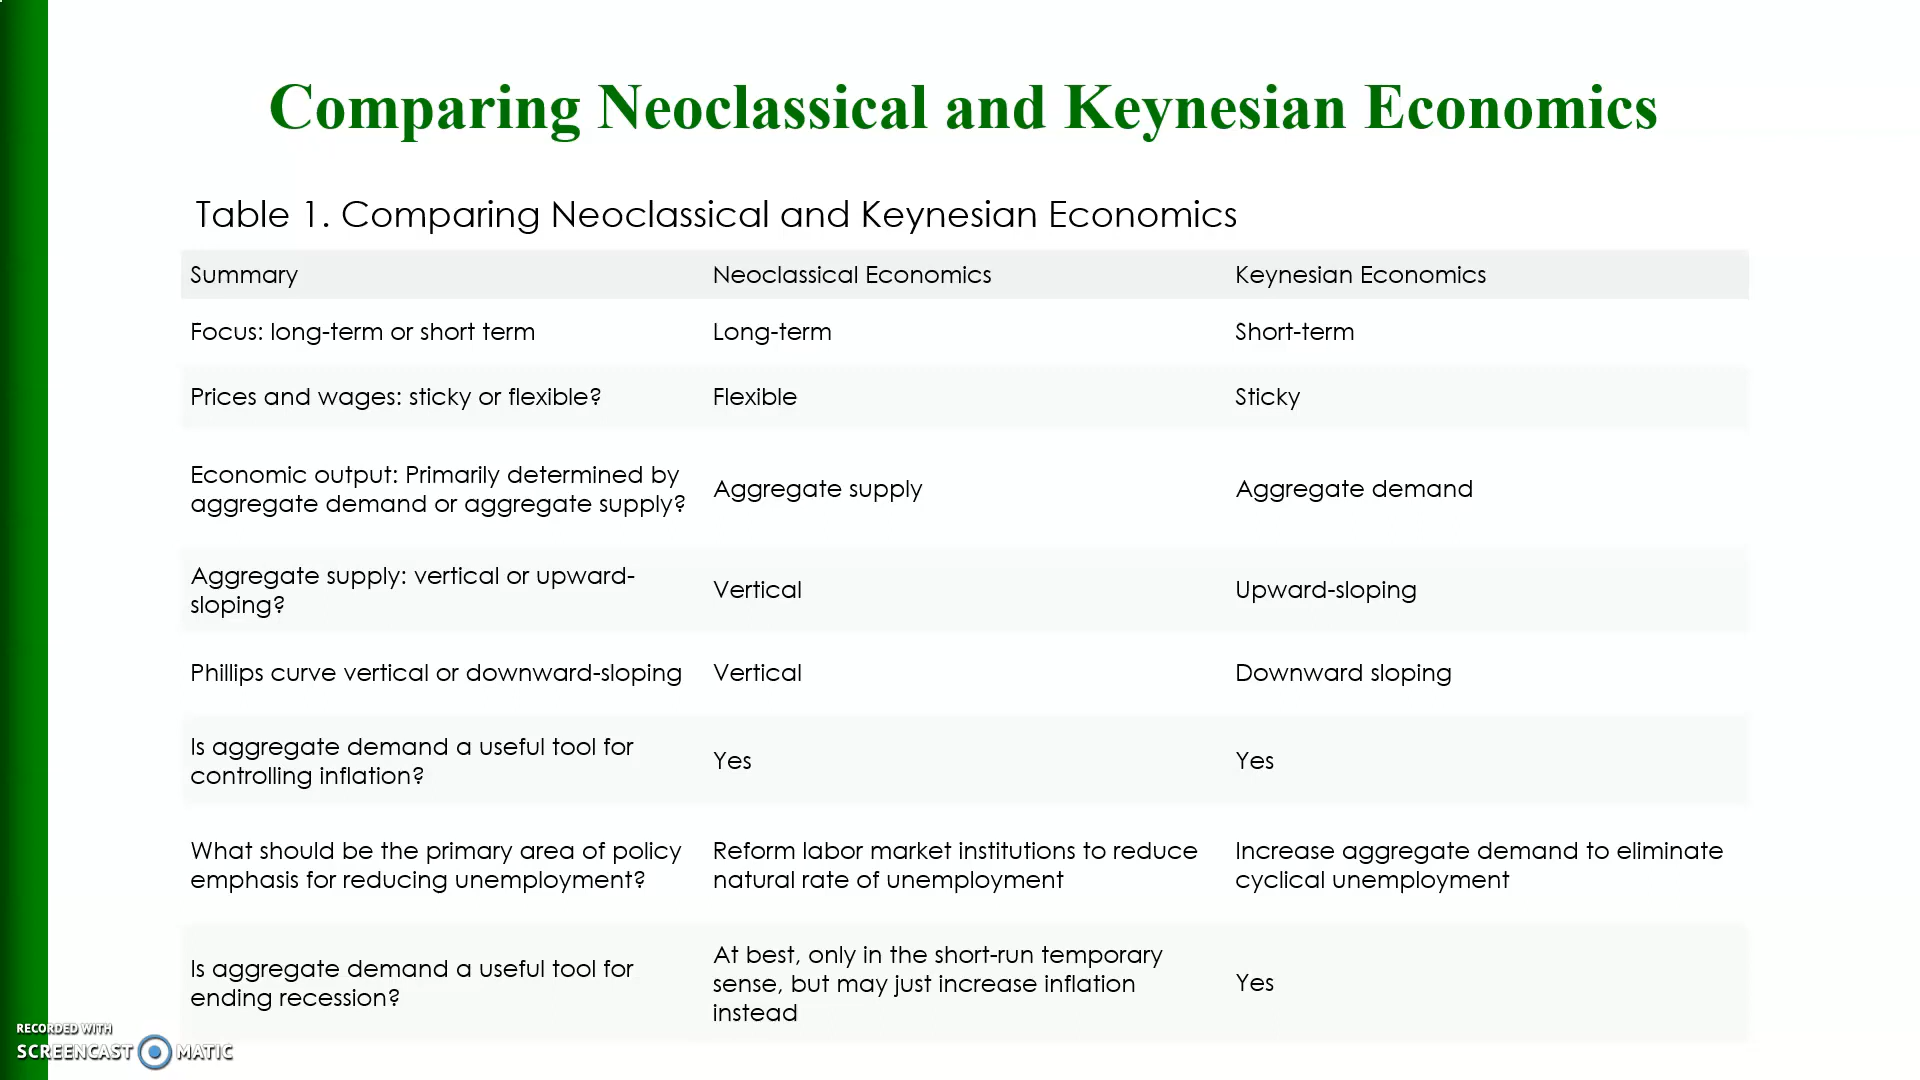 Comparing Neoclassical and Keynesian Economics
Table 1. Comparing Neoclassical and Keynesian Economics
Summary Neoclassical Economics Keynesian Economics
Focus: long-term or short term Long-term Short-term
Prices and wages: sticky or flexible? Flexible Sticky
Economic output: Primarily determined by
aggregate demand or aggregate supply?
Aggregate supply
Aggregate demand
Aggregate supply: vertical or upward-
sloping?
Vertical
Upward-sloping
Phillips curve vertical or downward-sloping Vertical Downward sloping
Is aggregate demand a useful tool for
controlling inflation?
Yes
Yes
What should be the primary area of policy
emphasis for reducing unemployment?
Reform labor market institutions to reduce
natural rate of unemployment
Increase aggregate demand to eliminate
cyclical unemployment
Is aggregate demand a useful tool for
ending recession?
At best, only in the short-run temporary
sense, but may just increase inflation
instead
Yes
RECORDED WITH
SCREENCAST MATIC